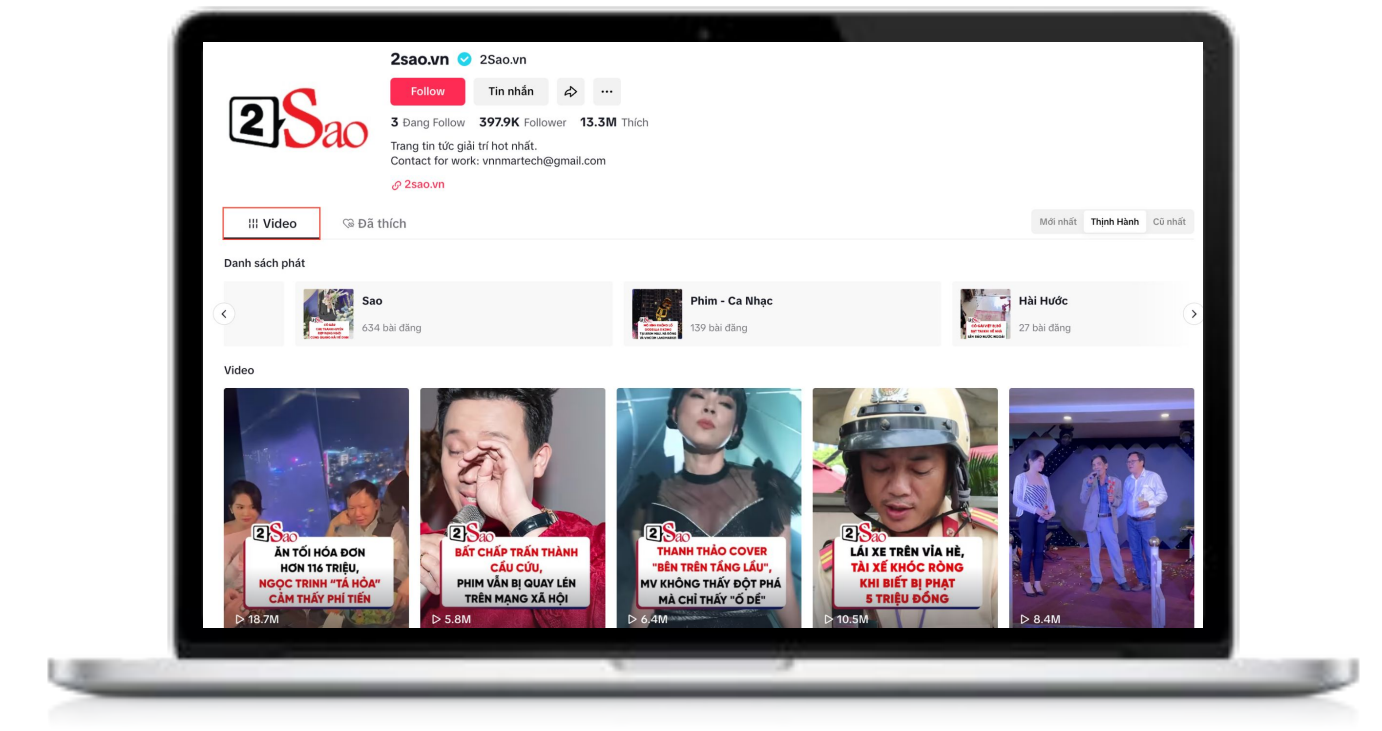 2sao.vn 2Sao.vn
Follow Tin nhắn ...
3 Đang Follow 397.9K Follower 13.3M Thích
2Sao
Trang tin tức giải trí hot nhất.
Contact for work: vnnmartech@gmail.com
2sao.vn
Video Đã thích Mới nhất Thịnh Hành Cũ nhất
Danh sách phát
Sao
634 bài đăng
Phim - Ca Nhạc
139 bài đăng
Hài Hước
27 bài đăng
Video
2Sao
ĂN TỐI HÓA ĐƠN
HƠN 116 TRIỆU,
NGỌC TRINH "TÁ HỎA"
CẢM THẤY PHÍ TIỀN
18.7M
2Sao
BẤT CHẤP TRẤN THÀNH
CẦU CỨU,
PHIM VẪN BỊ QUAY LÉN
TRÊN MẠNG XÃ HỘI
5.8M
2Sao
THANH THẢO COVER
"BÊN TRÊN TẦNG LẦU",
MV KHÔNG THẤY ĐỘT PHÁ
MÀ CHỈ THẤY "Ố DỀ"
6.4M
2Sao
LÁI XE TRÊN VỈA HÈ,
TÀI XẾ KHÓC RÒNG
KHI BIẾT BỊ PHẠT
5 TRIỆU ĐỒNG
10.5M
8.4M